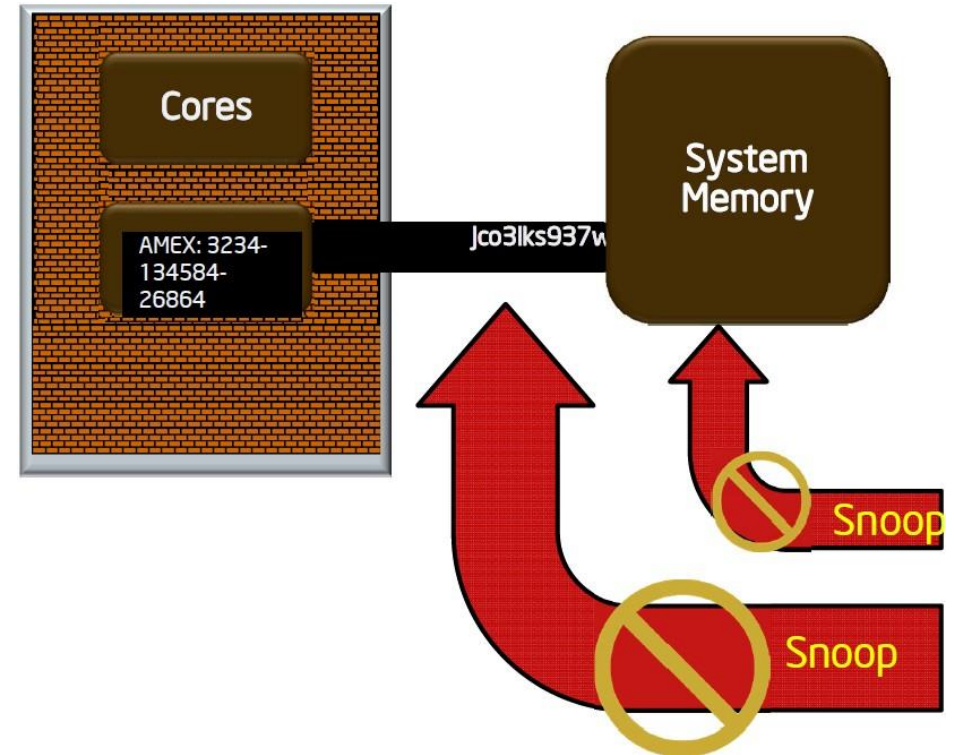 Cores
System
Memory
AMEX: 3234-
134584-
26864
Jco3lks937w
Snoop
Snoop